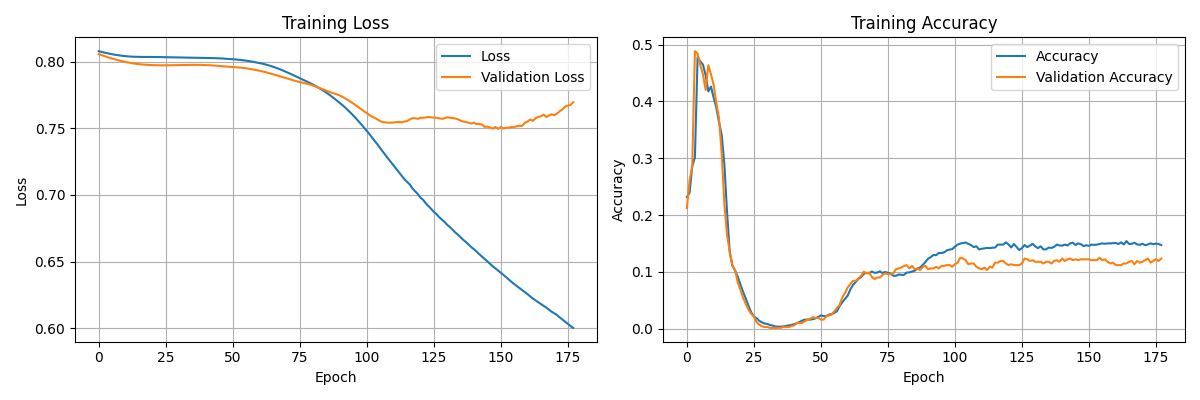 Training Loss
Loss
0.80
0.75
0.70
0.65
0.60
Loss
Validation Loss
0
25
50
75
100
125
150
175
Epoch
Training Accuracy
Accuracy
0.5
0.4
0.3
0.2
0.1
0.0
Accuracy
Validation Accuracy
0
25
50
75
100
125
150
175
Epoch